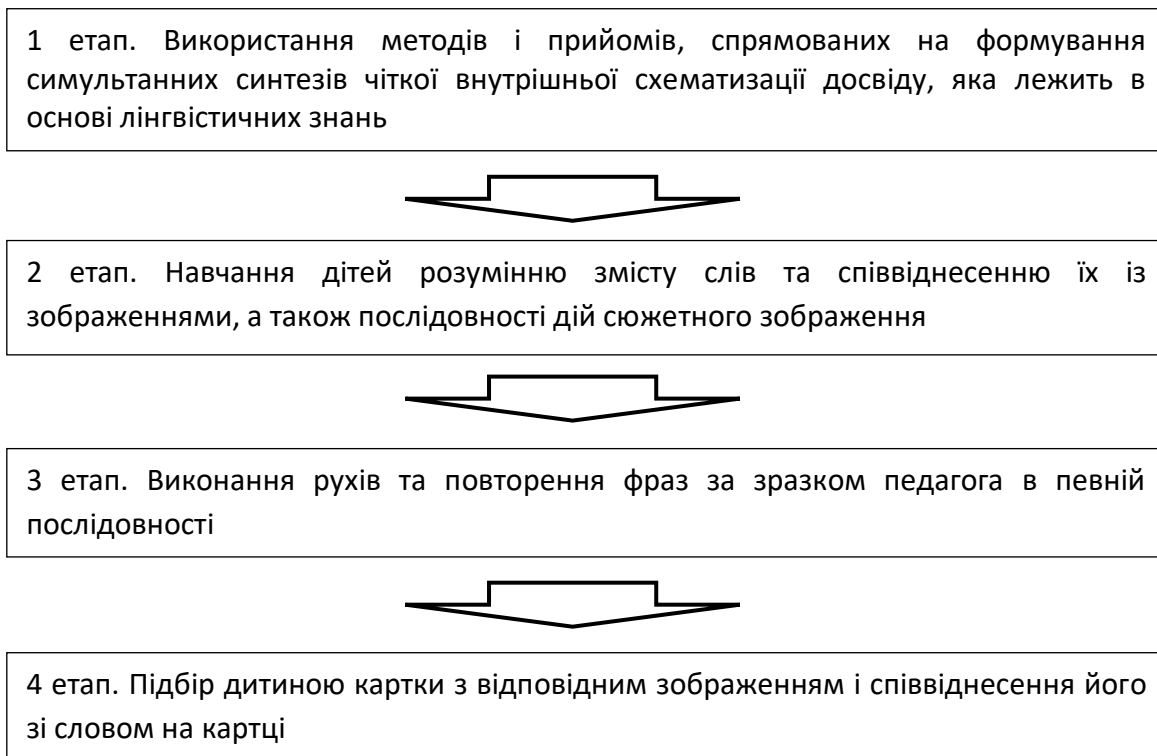 1 етап. Використання методів і прийомів, спрямованих на формування
симультанних синтезів чіткої внутрішньої схематизації досвіду, яка лежить в
основі лінгвістичних знань
2 етап. Навчання дітей розумінню змісту слів та співвіднесенню їх із
зображеннями, а також послідовності дій сюжетного зображення
3 етап. Виконання рухів та повторення фраз за зразком педагога в певній
послідовності
4 етап. Підбір дитиною картки з відповідним зображенням і співвіднесення його
зі словом на картці